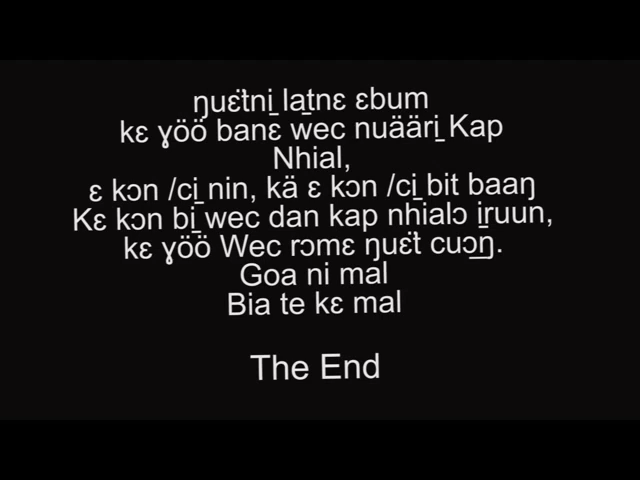 ŋuɛ̈tni̱ la̱tnɛ ɛbum
kɛ ɣöö banɛ wec nuääri̱ Kap
Nhial,
ɛ kɔn /ci̱ nin, kä ɛ kɔn /ci̱ bit baaŋ
Kɛ kɔn bi̱ wec dan kap nhialɔ i̱ruun,
kɛ ɣöö Wec rɔmɛ ŋuɛ̈t cuɔ̱ŋ.
Goa ni mal
Bia te kɛ mal
The End